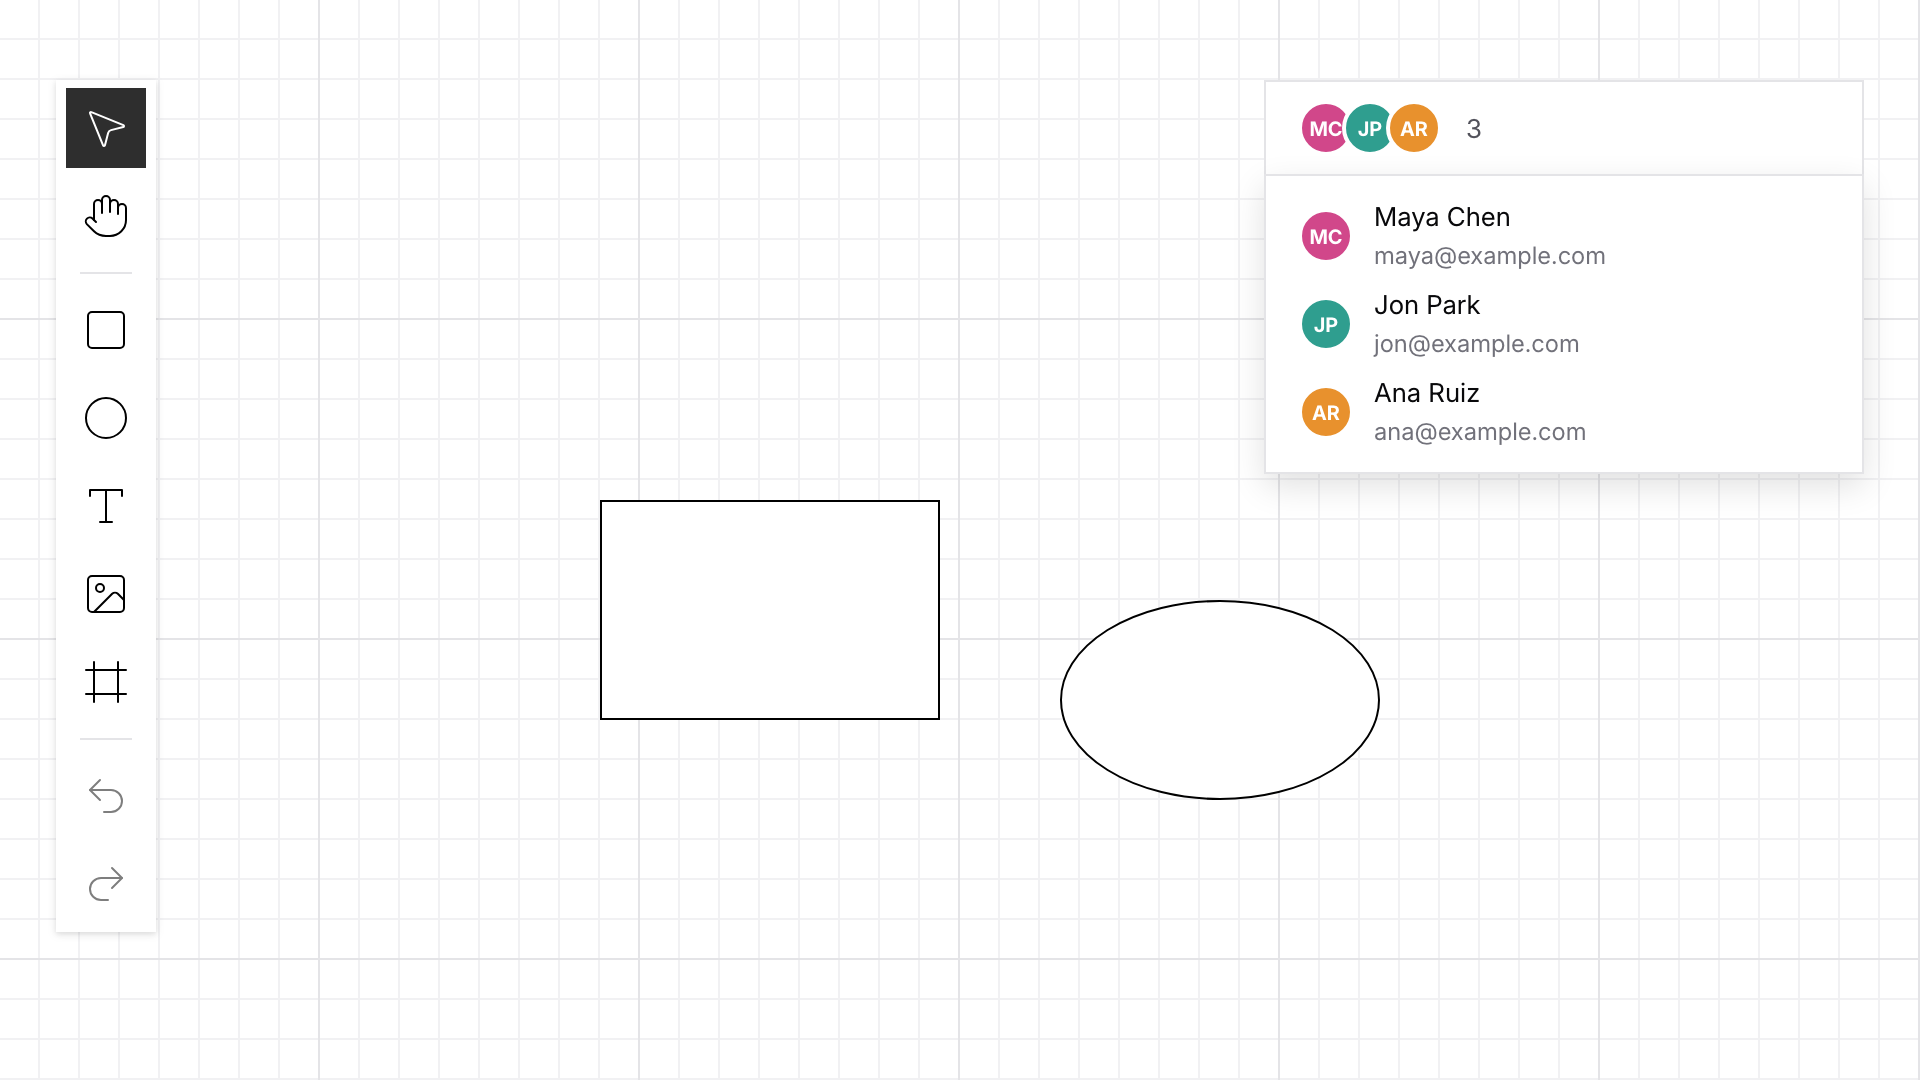 MC JP AR 3
MC
Maya Chen
maya@example.com
JP
Jon Park
jon@example.com
AR
Ana Ruiz
ana@example.com